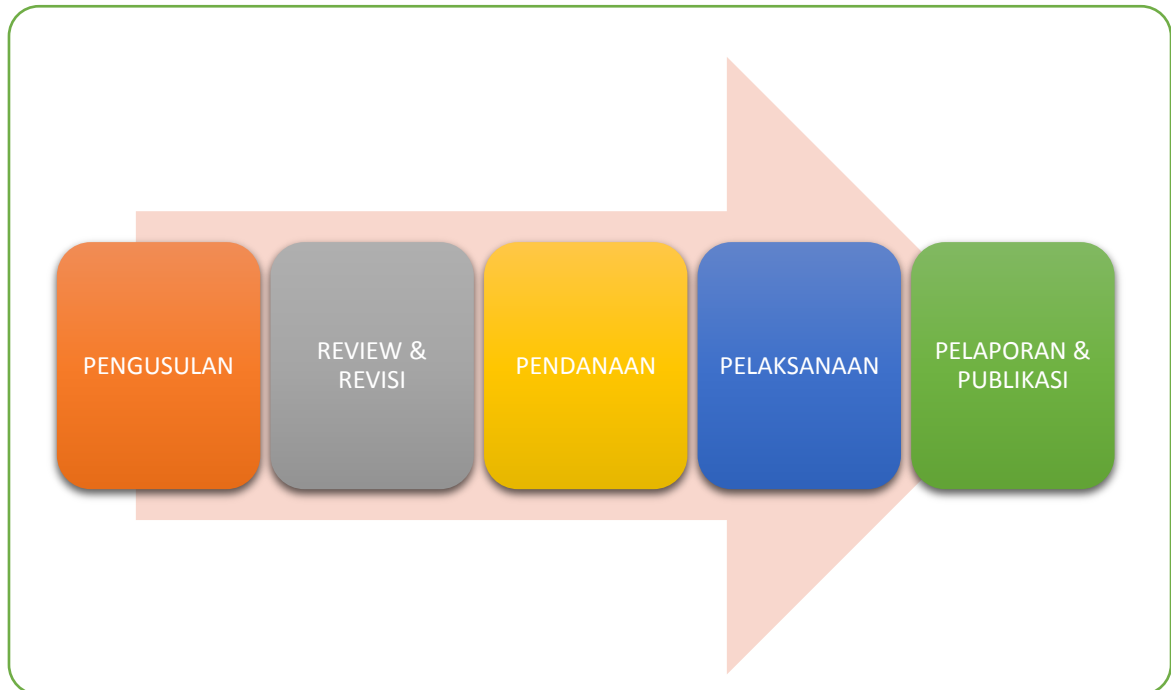 PENGUSULAN
REVIEW &
REVISI
PENDANAAN
PELAKSANAAN
PELAPORAN &
PUBLIKASI